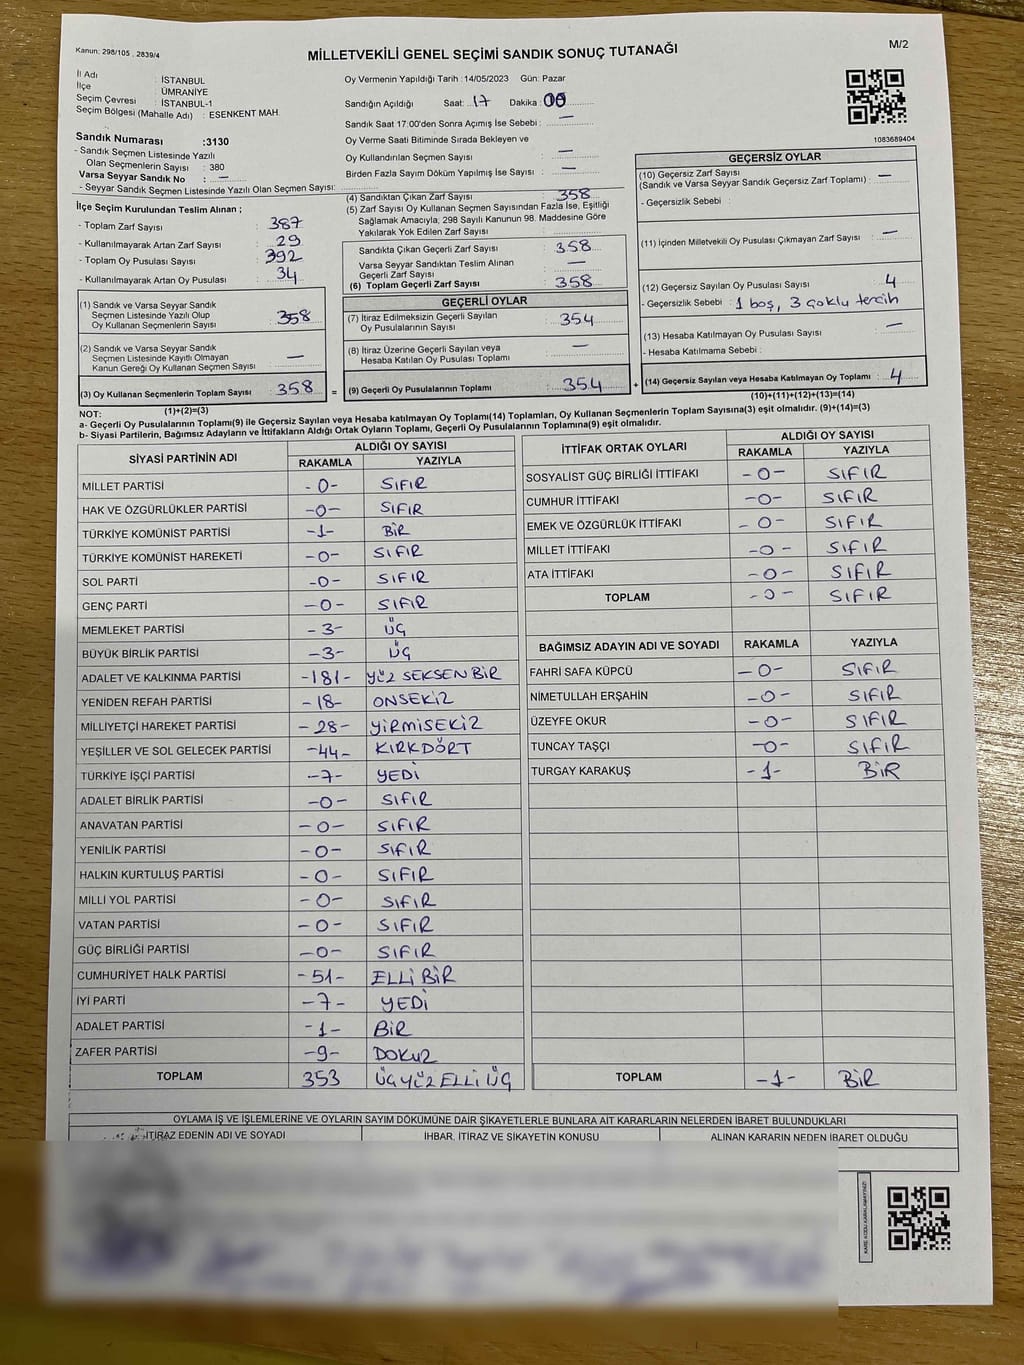 Kanun: 298/105 , 2839/4
MİLLETVEKİLİ GENEL SEÇİMİ SANDIK SONUÇ TUTANAĞI
M/2
İl Adı : İSTANBUL
İlçe : ÜMRANİYE
Seçim Çevresi : İSTANBUL-1
Seçim Bölgesi (Mahalle Adı) : ESENKENT MAH.
Sandık Numarası :3130
- Sandık Seçmen Listesinde Yazılı
Olan Seçmenlerin Sayısı : 380
Varsa Seyyar Sandık No : —
- Seyyar Sandık Seçmen Listesinde Yazılı Olan Seçmen Sayısı:
Oy Vermenin Yapıldığı Tarih : 14/05/2023 Gün: Pazar
Sandığın Açıldığı Saat: 17 Dakika : 00
Sandık Saat 17:00'den Sonra Açımış İse Sebebi : —
Oy Verme Saati Bitiminde Sırada Bekleyen ve
Oy Kullandırılan Seçmen Sayısı : —
Birden Fazla Sayım Döküm Yapılmış İse Sayısı : —
1083689404
İlçe Seçim Kurulundan Teslim Alınan ;
- Toplam Zarf Sayısı : 387
- Kullanılmayarak Artan Zarf Sayısı : 29
- Toplam Oy Pusulası Sayısı : 392
- Kullanılmayarak Artan Oy Pusulası : 34
(4) Sandıktan Çıkan Zarf Sayısı : 358
(5) Zarf Sayısı Oy Kullanan Seçmen Sayısından Fazla İse, Eşitliği
Sağlamak Amacıyla, 298 Sayılı Kanunun 98. Maddesine Göre
Yakılarak Yok Edilen Zarf Sayısı :
Sandıkta Çıkan Geçerli Zarf Sayısı : 358
Varsa Seyyar Sandıktan Teslim Alınan
Geçerli Zarf Sayısı : —
(6) Toplam Geçerli Zarf Sayısı : 358
GEÇERSİZ OYLAR
(10) Geçersiz Zarf Sayısı
(Sandık ve Varsa Seyyar Sandık Geçersiz Zarf Toplamı) : —
- Geçersizlik Sebebi :
(11) İçinden Milletvekili Oy Pusulası Çıkmayan Zarf Sayısı : —
(12) Geçersiz Sayılan Oy Pusulası Sayısı : 4
- Geçersizlik Sebebi : 1 boş, 3 çoklu tercih
(13) Hesaba Katılmayan Oy Pusulası Sayısı : —
- Hesaba Katılmama Sebebi :
(14) Geçersiz Sayılan veya Hesaba Katılmayan Oy Toplamı : 4
(10)+(11)+(12)+(13)=(14)
(1) Sandık ve Varsa Seyyar Sandık
Seçmen Listesinde Yazılı Olup
Oy Kullanan Seçmenlerin Sayısı : 358
(2) Sandık ve Varsa Seyyar Sandık
Seçmen Listesinde Kayıtlı Olmayan
Kanun Gereği Oy Kullanan Seçmen Sayısı : —
(3) Oy Kullanan Seçmenlerin Toplam Sayısı : 358 =
(1)+(2)=(3)
GEÇERLİ OYLAR
(7) İtiraz Edilmeksizin Geçerli Sayılan
Oy Pusulalarının Sayısı : 354
(8) İtiraz Üzerine Geçerli Sayılan veya
Hesaba Katılan Oy Pusulası Toplamı : —
(9) Geçerli Oy Pusulalarının Toplamı : 354 +
NOT:
a- Geçerli Oy Pusulalarının Toplamı(9) ile Geçersiz Sayılan veya Hesaba katılmayan Oy Toplamı(14) Toplamları, Oy Kullanan Seçmenlerin Toplam Sayısına(3) eşit olmalıdır. (9)+(14)=(3)
b- Siyasi Partilerin, Bağımsız Adayların ve İttifakların Aldığı Ortak Oyların Toplamı, Geçerli Oy Pusulalarının Toplamına(9) eşit olmalıdır.
SİYASİ PARTİNİN ADI ALDIĞI OY SAYISI
RAKAMLA YAZIYLA
MİLLET PARTİSİ -0- SIFIR
HAK VE ÖZGÜRLÜKLER PARTİSİ -0- SIFIR
TÜRKİYE KOMÜNİST PARTİSİ -1- BİR
TÜRKİYE KOMÜNİST HAREKETİ -0- SIFIR
SOL PARTİ -0- SIFIR
GENÇ PARTİ -0- SIFIR
MEMLEKET PARTİSİ -3- ÜÇ
BÜYÜK BİRLİK PARTİSİ -3- ÜÇ
ADALET VE KALKINMA PARTİSİ -181- YÜZ SEKSEN BİR
YENİDEN REFAH PARTİSİ -18- ONSEKİZ
MİLLİYETÇİ HAREKET PARTİSİ -28- YİRMİSEKİZ
YEŞİLLER VE SOL GELECEK PARTİSİ -44- KIRKDÖRT
TÜRKİYE İŞÇİ PARTİSİ -7- YEDİ
ADALET BİRLİK PARTİSİ -0- SIFIR
ANAVATAN PARTİSİ -0- SIFIR
YENİLİK PARTİSİ -0- SIFIR
HALKIN KURTULUŞ PARTİSİ -0- SIFIR
MİLLİ YOL PARTİSİ -0- SIFIR
VATAN PARTİSİ -0- SIFIR
GÜÇ BİRLİĞİ PARTİSİ -0- SIFIR
CUMHURİYET HALK PARTİSİ -51- ELLİ BİR
İYİ PARTİ -7- YEDİ
ADALET PARTİSİ -1- BİR
ZAFER PARTİSİ -9- DOKUZ
TOPLAM 353 ÜÇ YÜZ ELLİ ÜÇ
İTTİFAK ORTAK OYLARI ALDIĞI OY SAYISI
RAKAMLA YAZIYLA
SOSYALİST GÜÇ BİRLİĞİ İTTİFAKI -0- SIFIR
CUMHUR İTTİFAKI -0- SIFIR
EMEK VE ÖZGÜRLÜK İTTİFAKI -0- SIFIR
MİLLET İTTİFAKI -0- SIFIR
ATA İTTİFAKI -0- SIFIR
TOPLAM -0- SIFIR
BAĞIMSIZ ADAYIN ADI VE SOYADI RAKAMLA YAZIYLA
FAHRİ SAFA KÜPCÜ -0- SIFIR
NİMETULLAH ERŞAHİN -0- SIFIR
ÜZEYFE OKUR -0- SIFIR
TUNCAY TAŞÇI -0- SIFIR
TURGAY KARAKUŞ -1- BİR
TOPLAM -1- BİR
OYLAMA İŞ VE İŞLEMLERİNE VE OYLARIN SAYIM DÖKÜMÜNE DAİR ŞİKAYETLERLE BUNLARA AİT KARARLARIN NELERDEN İBARET BULUNDUKLARI
İTİRAZ EDENİN ADI VE SOYADI İHBAR, İTİRAZ VE ŞİKAYETİN KONUSU ALINAN KARARIN NEDEN İBARET OLDUĞU
KARE KODU KARALAMAYINIZ!